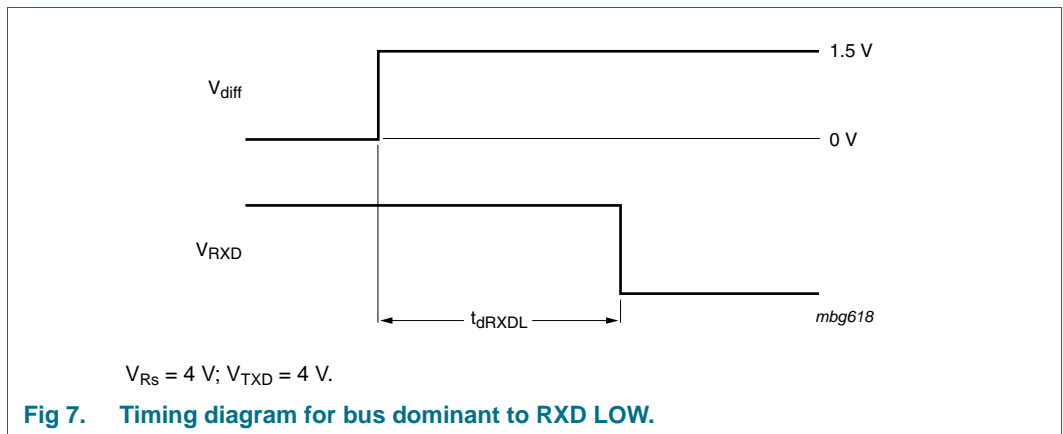 1.5 V
Vdiff
0 V
VRXD
tdRXDL
mbg618
VRs = 4 V; VTXD = 4 V.
Fig 7. Timing diagram for bus dominant to RXD LOW.